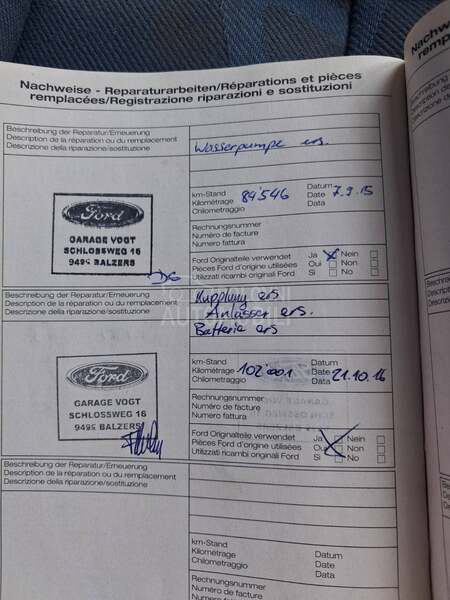 Nachweise - Reparaturarbeiten/Réparations et pièces
remplacées/Registrazione riparazioni e sostituzioni
Beschreibung der Reparatur/Erneuerung
Description de la réparation ou du remplacement
Descrizione della riparazione/sostituzione
Wasserpumpe ers.
Ford
GARAGE VOGT
SCHLOSSWEG 16
9496 BALZERS
km-Stand
Kilométrage 84'546
Chilometraggio
Datum
Date 7.9.15
Data
Rechnungsnummer
Numéro de facture
Numero fattura
Ford Originalteile verwendet Ja Nein
Pièces Ford d'origine utilisées Oui Non
Utilizzati ricambi originali Ford Si No
Beschreibung der Reparatur/Erneuerung
Description de la réparation ou du remplacement
Descrizione della riparazione/sostituzione
Kupplung ers
Anlasser ers.
Batterie ers
Ford
GARAGE VOGT
SCHLOSSWEG 16
9496 BALZERS
km-Stand
Kilométrage 102'001
Chilometraggio
Datum
Date 21.10.16
Data
Rechnungsnummer
Numéro de facture
Numero fattura
Ford Originalteile verwendet Ja Nein
Pièces Ford d'origine utilisées Oui Non
Utilizzati ricambi originali Ford Si No
Beschreibung der Reparatur/Erneuerung
Description de la réparation ou du remplacement
Descrizione della riparazione/sostituzione
km-Stand
Kilométrage
Chilometraggio
Datum
Date
Data
Rechnungsnummer
Numéro de facture